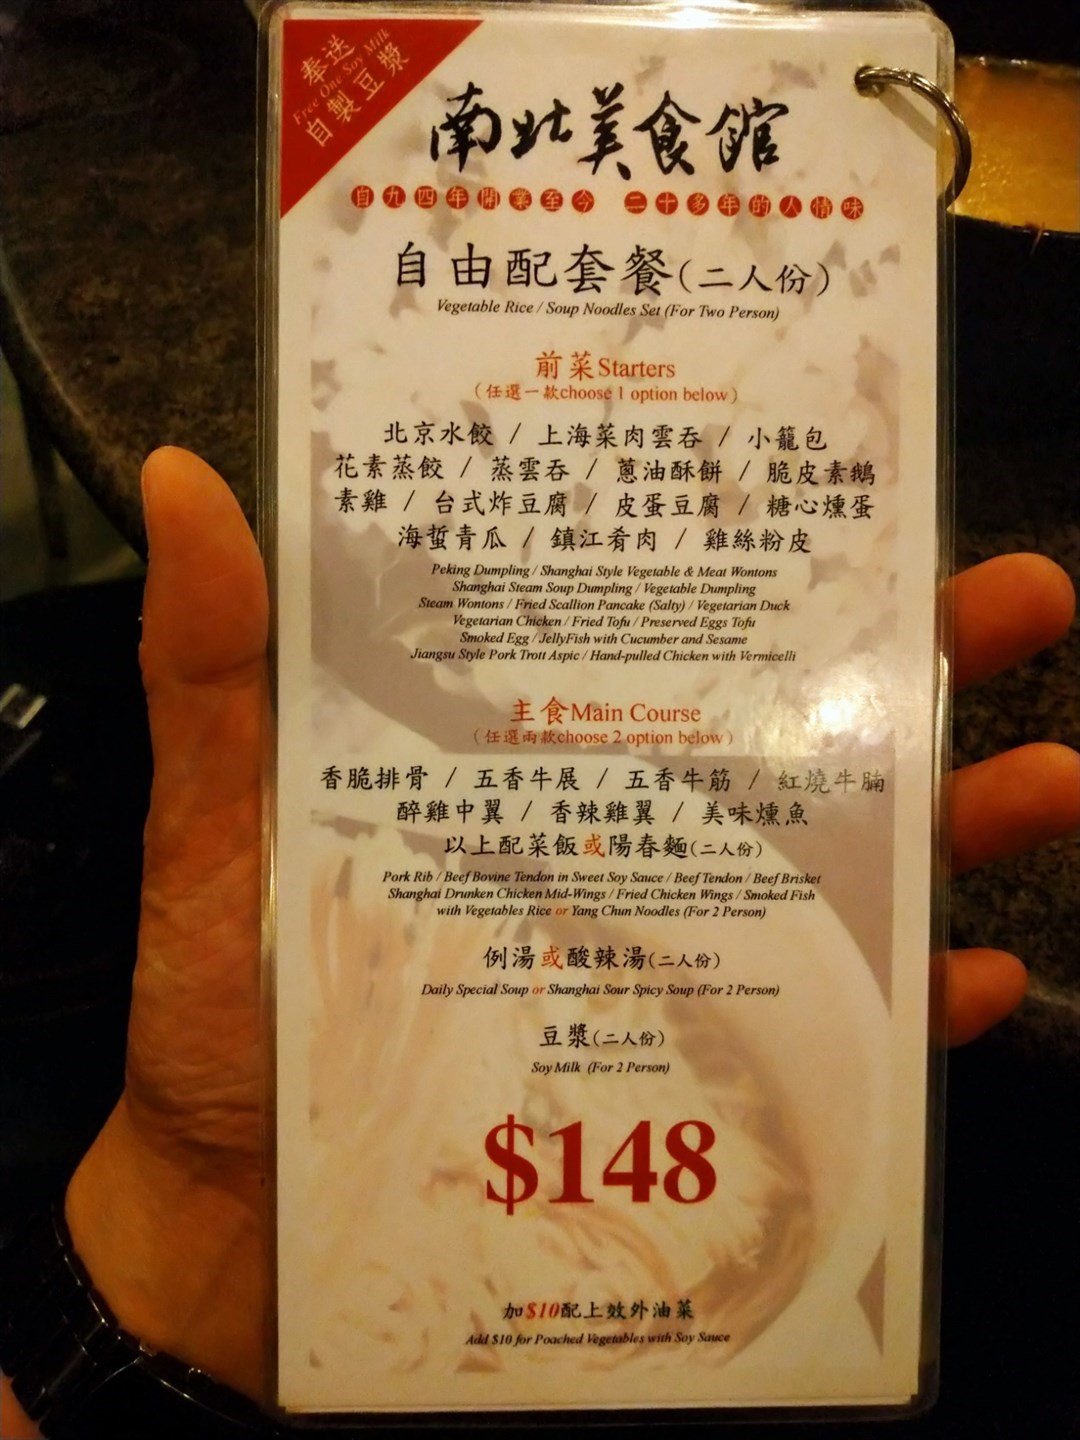 奉送
Free One Soy Milk
自製豆漿
南北美食館
自九四年開業至今 二十多年的人情味
自由配套餐(二人份)
Vegetable Rice / Soup Noodles Set (For Two Person)
前菜Starters
(任選一款choose 1 option below)
北京水餃 / 上海菜肉雲吞 / 小籠包
花素蒸餃 / 蒸雲吞 / 蔥油酥餅 / 脆皮素鵝
素雞 / 台式炸豆腐 / 皮蛋豆腐 / 糖心燻蛋
海蜇青瓜 / 鎮江肴肉 / 雞絲粉皮
Peking Dumpling / Shanghai Style Vegetable & Meat Wontons
Shanghai Steam Soup Dumpling / Vegetable Dumpling
Steam Wontons / Fried Scallion Pancake (Salty) / Vegetarian Duck
Vegetarian Chicken / Fried Tofu / Preserved Eggs Tofu
Smoked Egg / JellyFish with Cucumber and Sesame
Jiangsu Style Pork Trott Aspic / Hand-pulled Chicken with Vermicelli
主食Main Course
(任選兩款choose 2 option below)
香脆排骨 / 五香牛展 / 五香牛筋 / 紅燒牛腩
醉雞中翼 / 香辣雞翼 / 美味燻魚
以上配菜飯或陽春麵(二人份)
Pork Rib / Beef Bovine Tendon in Sweet Soy Sauce / Beef Tendon / Beef Brisket
Shanghai Drunken Chicken Mid-Wings / Fried Chicken Wings / Smoked Fish
with Vegetables Rice or Yang Chun Noodles (For 2 Person)
例湯或酸辣湯(二人份)
Daily Special Soup or Shanghai Sour Spicy Soup (For 2 Person)
豆漿(二人份)
Soy Milk (For 2 Person)
$148
加$10配上效外油菜
Add $10 for Poached Vegetables with Soy Sauce